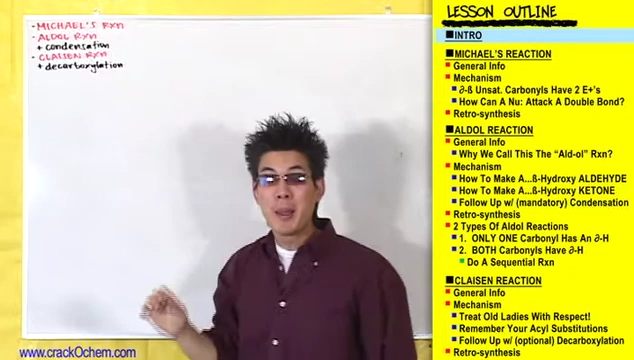 - MICHAEL'S RXN
- ALDOL RXN
+ condensation
- CLAISEN RXN
+ decarboxylation
www.crackOchem.com
LESSON OUTLINE
INTRO
MICHAEL'S REACTION
General Info
Mechanism
∂-ß Unsat. Carbonyls Have 2 E+'s
How Can A Nu: Attack A Double Bond?
Retro-synthesis
ALDOL REACTION
General Info
Why We Call This The "Ald-ol" Rxn?
Mechanism
How To Make A...ß-Hydroxy ALDEHYDE
How To Make A...ß-Hydroxy KETONE
Follow Up w/ (mandatory) Condensation
Retro-synthesis
2 Types Of Aldol Reactions
1. ONLY ONE Carbonyl Has An ∂-H
2. BOTH Carbonyls Have ∂-H
Do A Sequential Rxn
CLAISEN REACTION
General Info
Mechanism
Treat Old Ladies With Respect!
Remember Your Acyl Substitutions
Follow Up w/ (optional) Decarboxylation
Retro-synthesis